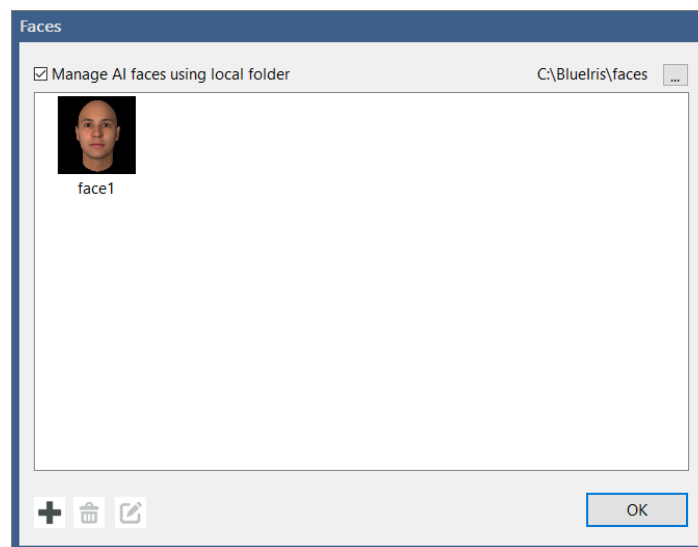 Faces
Manage AI faces using local folder
C:\BlueIris\faces
...
face1
OK